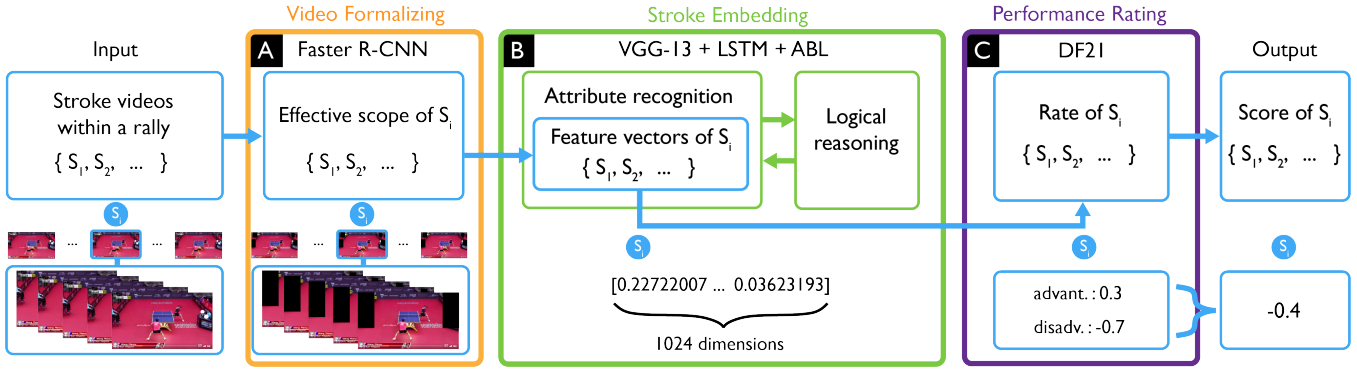 Video Formalizing
Stroke Embedding
Performance Rating
Input
A
Faster R-CNN
B
VGG-13 + LSTM + ABL
C
DF21
Output
Stroke videos
within a rally
{ S1, S2, ... }
Effective scope of Si
{ S1, S2, ... }
Attribute recognition
Feature vectors of Si
{ S1, S2, ... }
Logical
reasoning
Rate of Si
{ S1, S2, ... }
Score of Si
{ S1, S2, ... }
Si
Si
Si
Si
Si
... ...
... ...
[0.22722007 ... 0.03623193]
1024 dimensions
advant. : 0.3
disadv. : -0.7
-0.4